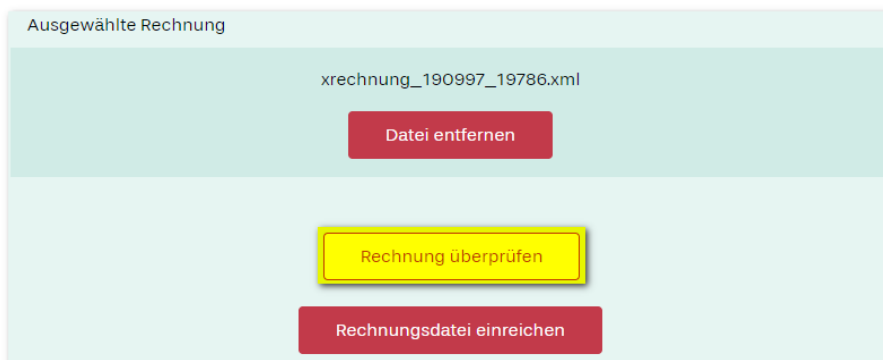 Ausgewählte Rechnung
xrechnung_190997_19786.xml
Datei entfernen
Rechnung überprüfen
Rechnungsdatei einreichen